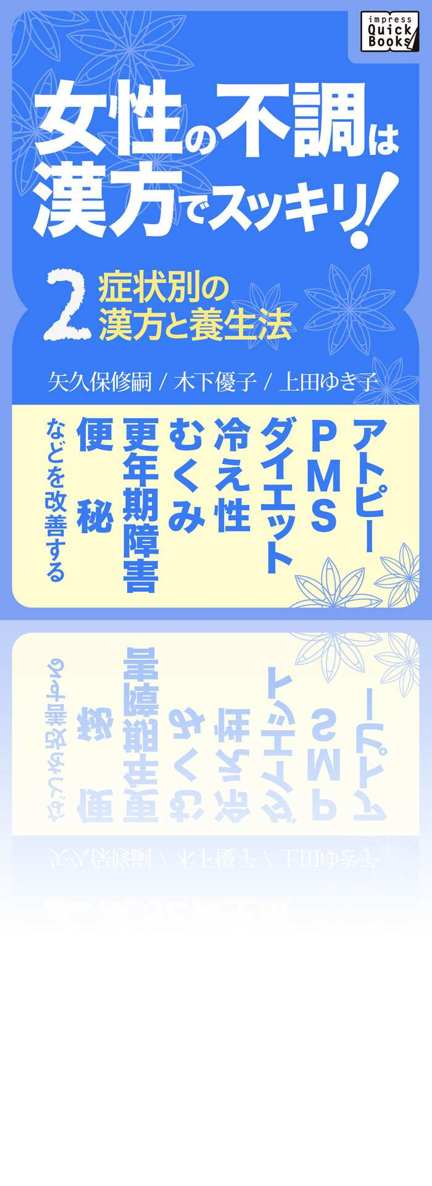 impress
Quick
Books
女性の不調は
漢方でスッキリ!
2 症状別の
漢方と養生法
矢久保修嗣 / 木下優子 / 上田ゆき子
アトピー
PMS
ダイエット
冷え性
むくみ
更年期障害
便秘
などを改善する